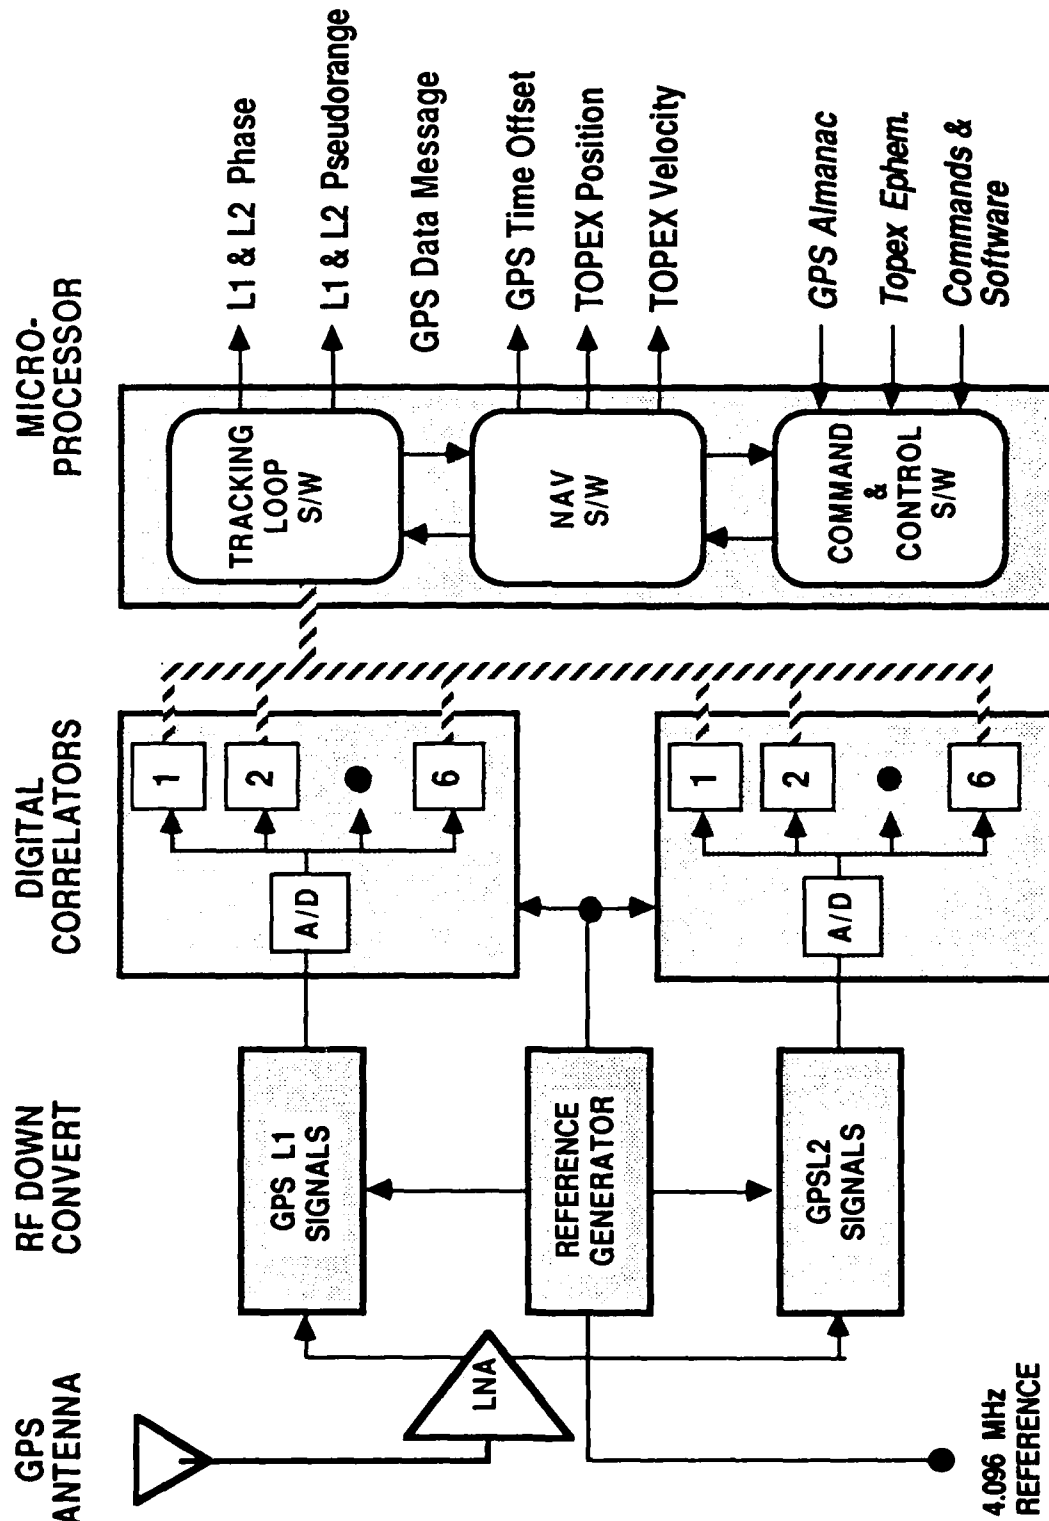 GPS
ANTENNA
RF DOWN
CONVERT
DIGITAL
CORRELATORS
MICRO-
PROCESSOR
LNA
4.096 MHz
REFERENCE
GPS L1
SIGNALS
REFERENCE
GENERATOR
GPSL2
SIGNALS
A/D
1
2
6
A/D
1
2
6
TRACKING
LOOP
S/W
NAV
S/W
COMMAND
&
CONTROL
S/W
L1 & L2 Phase
L1 & L2 Pseudorange
GPS Data Message
GPS Time Offset
TOPEX Position
TOPEX Velocity
GPS Almanac
Topex Ephem.
Commands &
Software